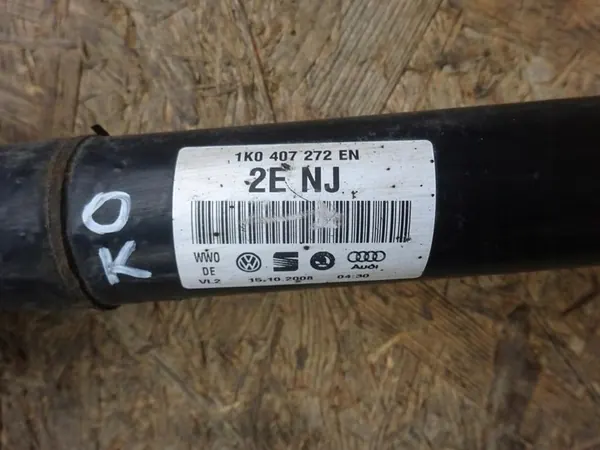 1K0 407 272 EN
2E NJ
WWO
DE
Audi
VL2 15.10.2008 04:30
KO